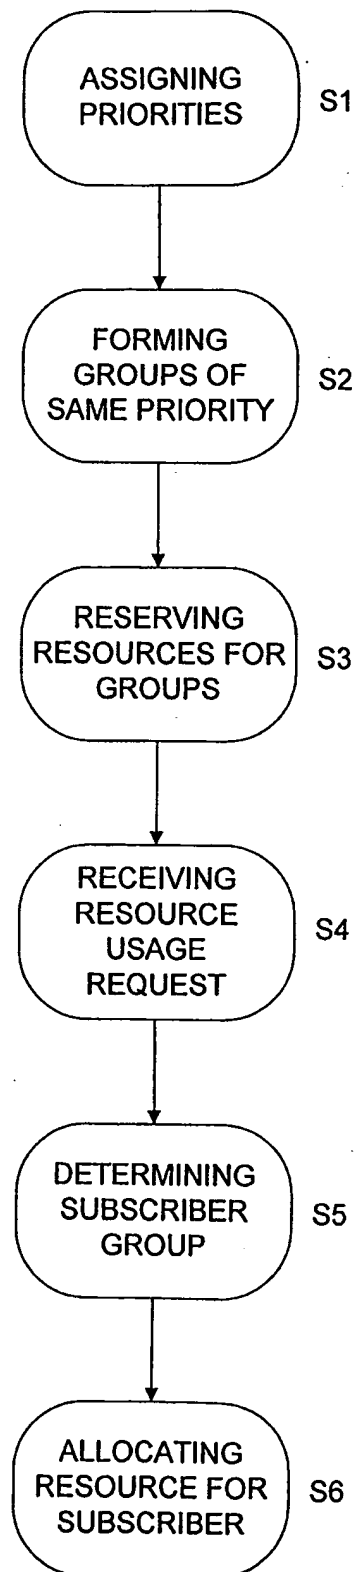 ASSIGNING
PRIORITIES
S1
FORMING
GROUPS OF
SAME PRIORITY
S2
RESERVING
RESOURCES FOR
GROUPS
S3
RECEIVING
RESOURCE
USAGE
REQUEST
S4
DETERMINING
SUBSCRIBER
GROUP
S5
ALLOCATING
RESOURCE FOR
SUBSCRIBER
S6